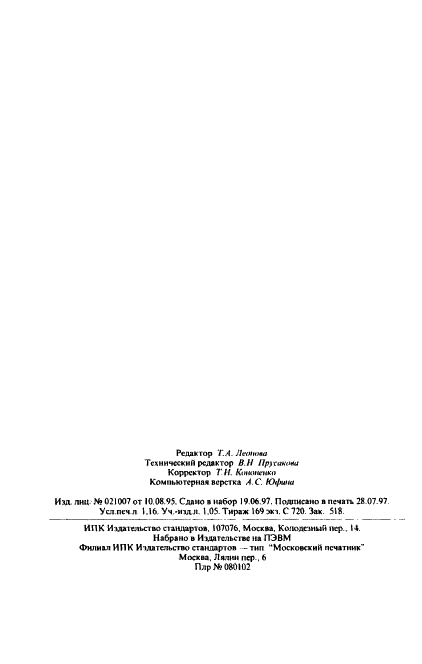 Редактор Т.А. Леонова
Технический редактор В.Н Прусакова
Корректор Т.Н. Кононенко
Компьютерная верстка А.С. Юфина
Изд. лиц. № 021007 от 10.08.95. Сдано в набор 19.06.97. Подписано в печать 28.07.97.
Усл.печ.л 1,16. Уч.-изд.л. 1,05. Тираж 169 экз. С 720. Зак. 518.
ИПК Издательство стандартов, 107076, Москва, Колодезный пер., 14.
Набрано в Издательстве на ПЭВМ
Филиал ИПК Издательство стандартов — тип "Московский печатник"
Москва, Лялин пер., 6
Плр № 080102